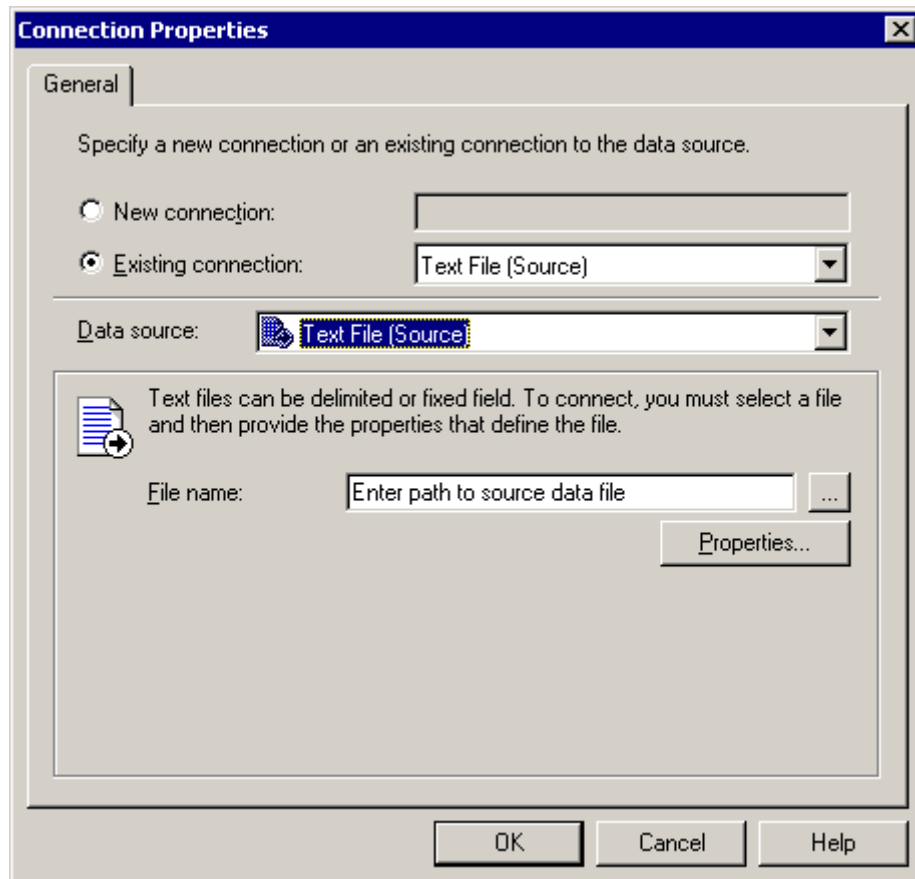 Connection Properties
General
Specify a new connection or an existing connection to the data source.
New connection:
Existing connection: Text File (Source)
Data source: Text File (Source)
Text files can be delimited or fixed field. To connect, you must select a file
and then provide the properties that define the file.
File name: Enter path to source data file ...
Properties...
OK Cancel Help